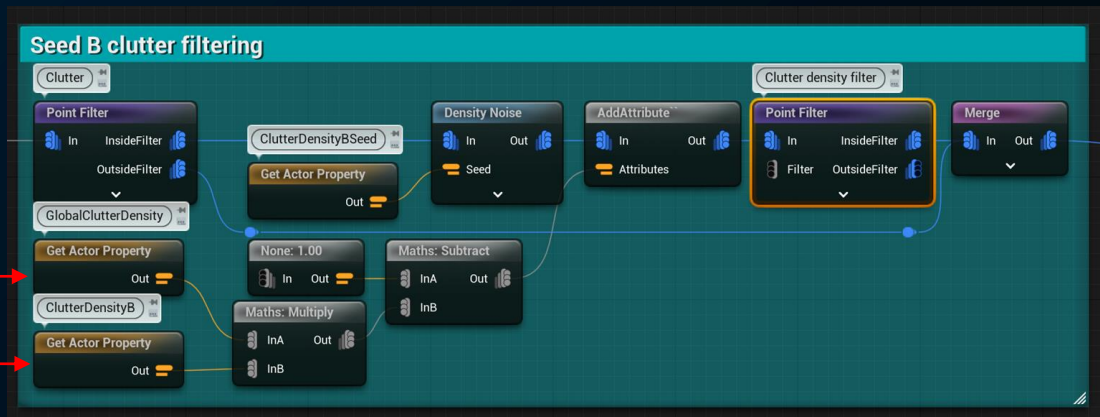 Seed B clutter filtering
Clutter
Point Filter
In InsideFilter
OutsideFilter
ClutterDensityBSeed
Get Actor Property
Out
Density Noise
In Out
Seed
AddAttribute``
In Out
Attributes
Clutter density filter
Point Filter
In InsideFilter
Filter OutsideFilter
Merge
In Out
GlobalClutterDensity
Get Actor Property
Out
None: 1.00
In Out
Maths: Subtract
InA Out
InB
ClutterDensityB
Get Actor Property
Out
Maths: Multiply
InA Out
InB